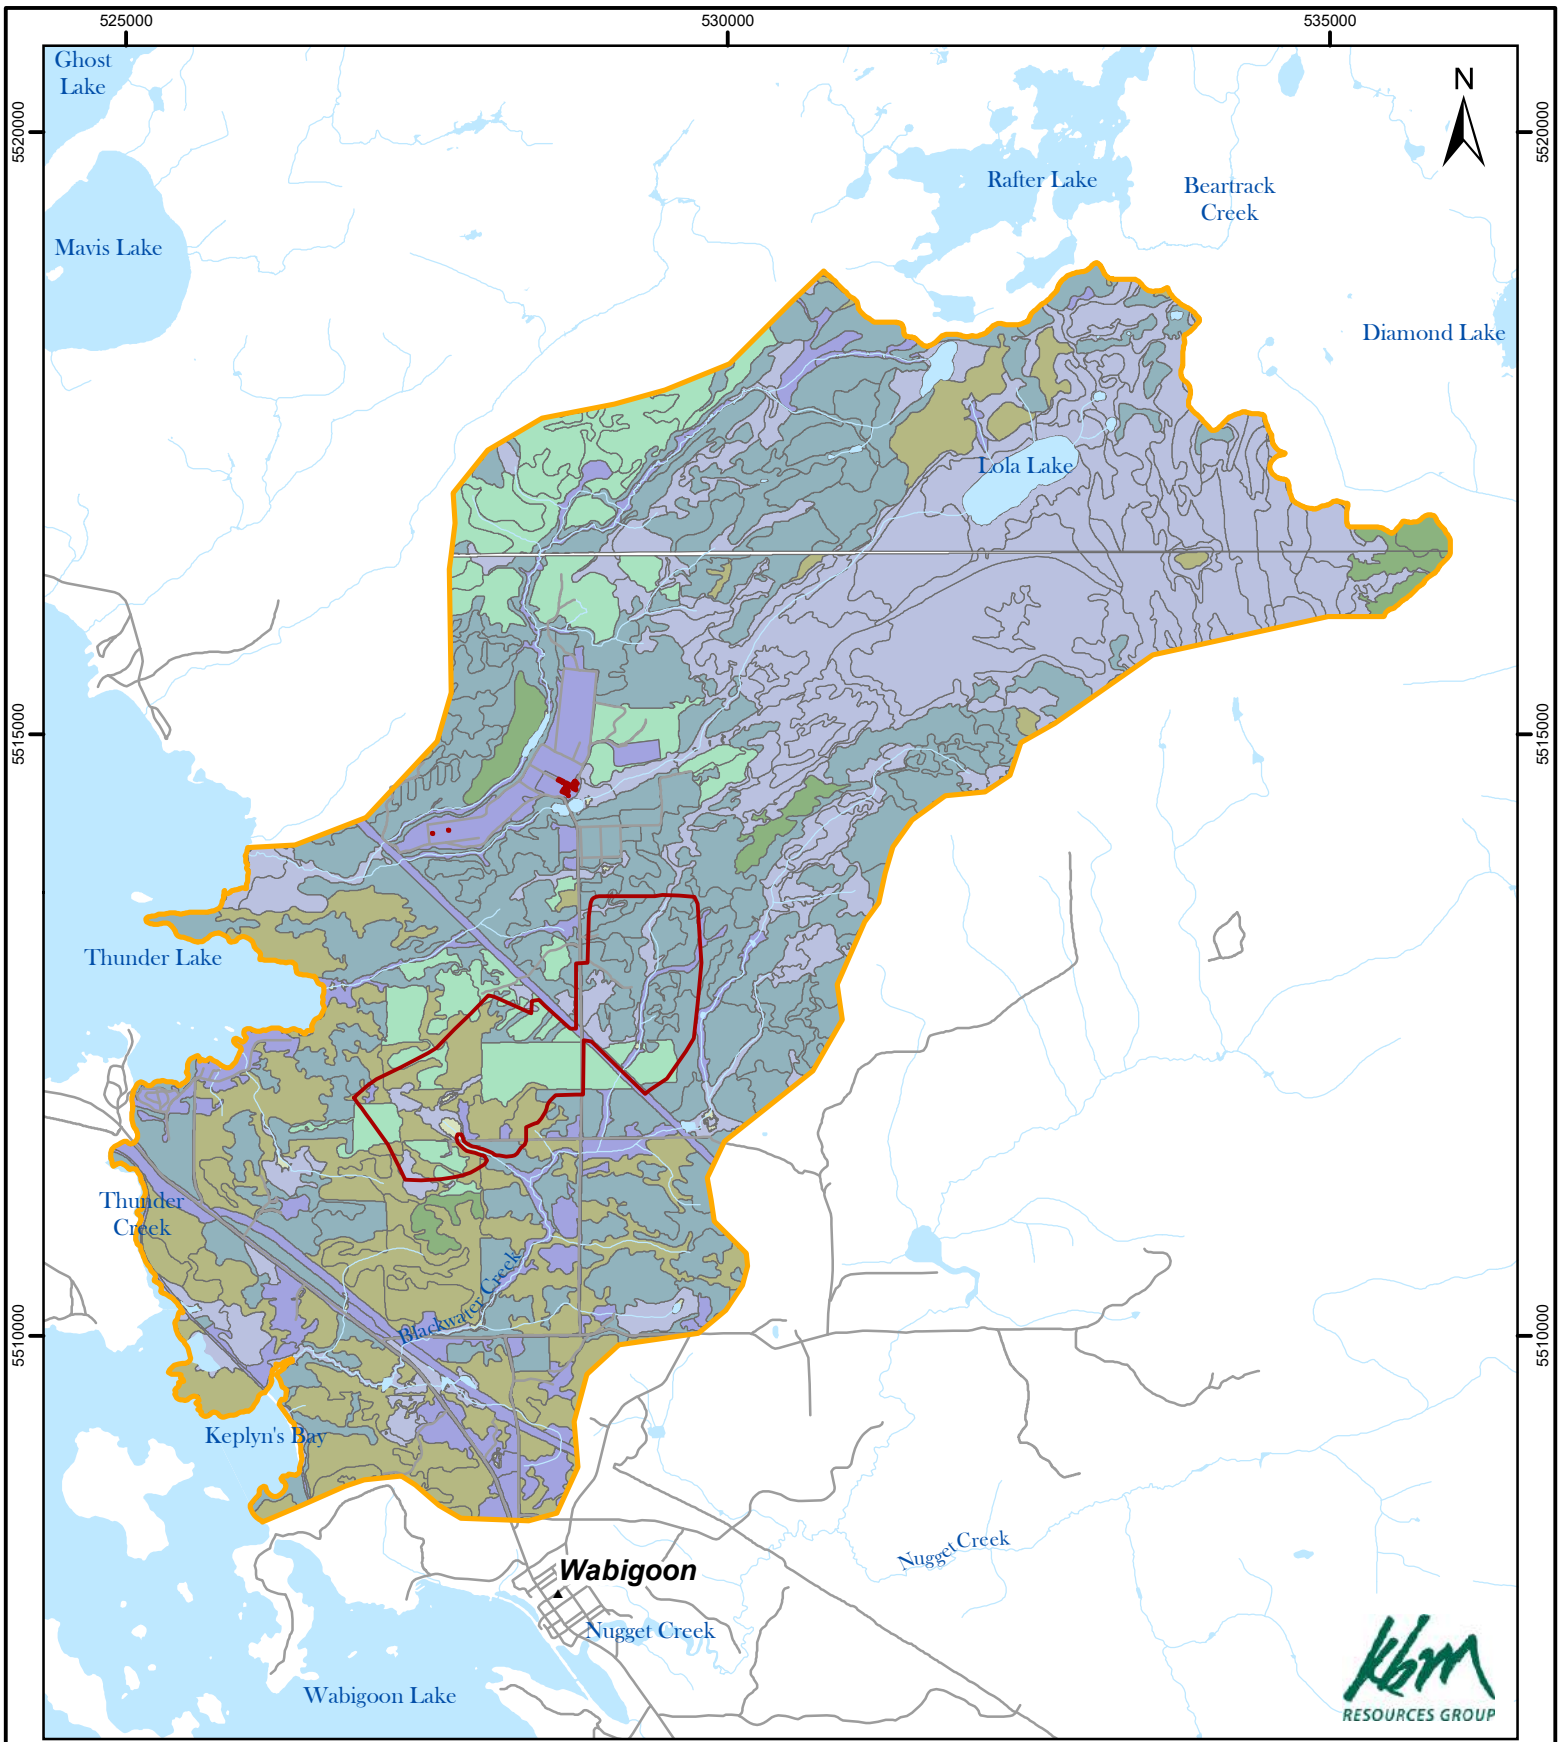 525000
530000
535000
Ghost
Lake
N
5520000
5520000
Rafter Lake
Beartrack
Creek
Mavis Lake
Diamond Lake
Lola Lake
5515000
5515000
Thunder Lake
Thunder
Creek
Blackwater Creek
5510000
5510000
Keplyn's Bay
Nugget Creek
Wabigoon
Nugget Creek
Wabigoon Lake
kbm
RESOURCES GROUP